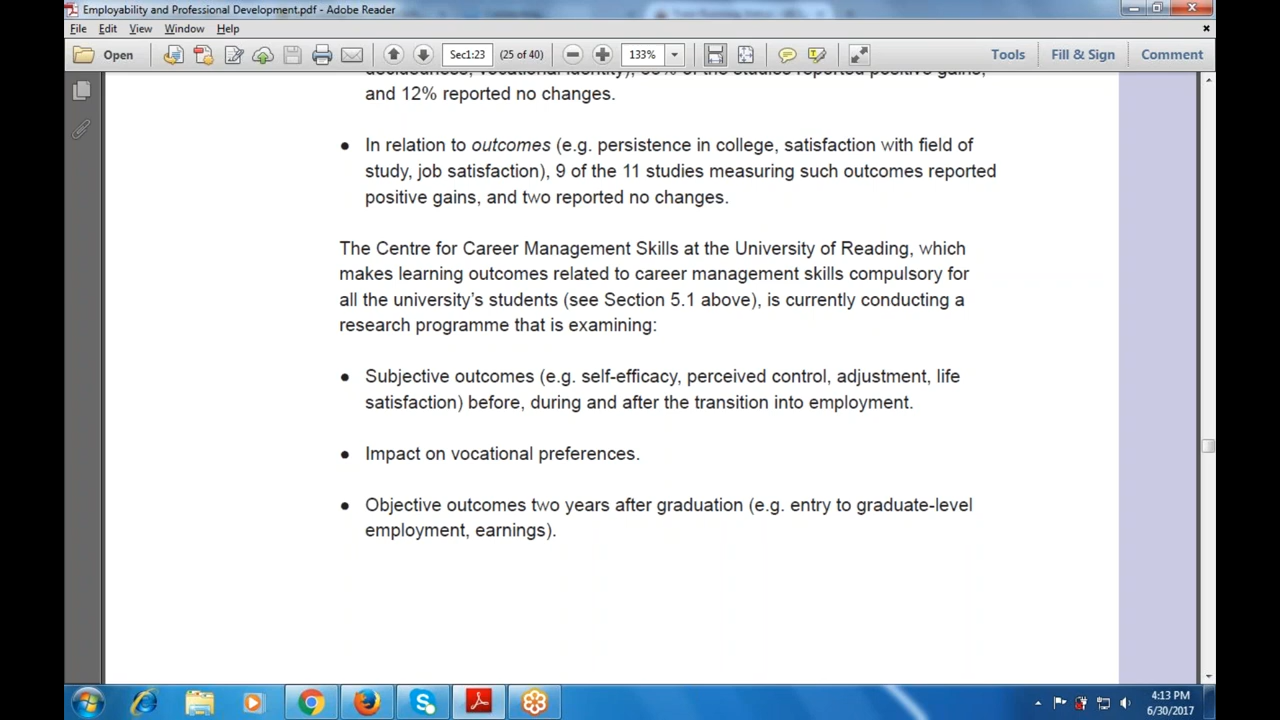 Employability and Professional Development.pdf - Adobe Reader
File Edit View Window Help
Open
Sec1:23
(25 of 40)
133%
Tools
Fill & Sign
Comment
and 12% reported no changes.
● In relation to outcomes (e.g. persistence in college, satisfaction with field of
study, job satisfaction), 9 of the 11 studies measuring such outcomes reported
positive gains, and two reported no changes.
The Centre for Career Management Skills at the University of Reading, which
makes learning outcomes related to career management skills compulsory for
all the university's students (see Section 5.1 above), is currently conducting a
research programme that is examining:
● Subjective outcomes (e.g. self-efficacy, perceived control, adjustment, life
satisfaction) before, during and after the transition into employment.
● Impact on vocational preferences.
● Objective outcomes two years after graduation (e.g. entry to graduate-level
employment, earnings).
4:13 PM
6/30/2017